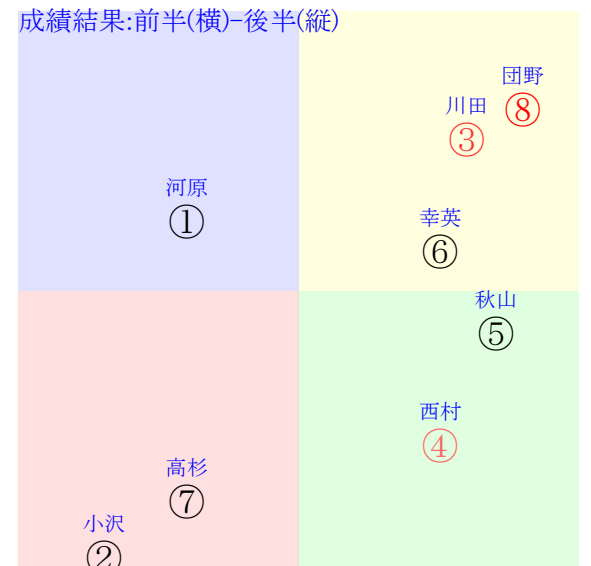 成績結果:前半(横)-後半(縦)
団野
⑧
川田
③
河原
①
幸英
⑥
秋山
⑤
西村
④
高杉
⑦
小沢
②